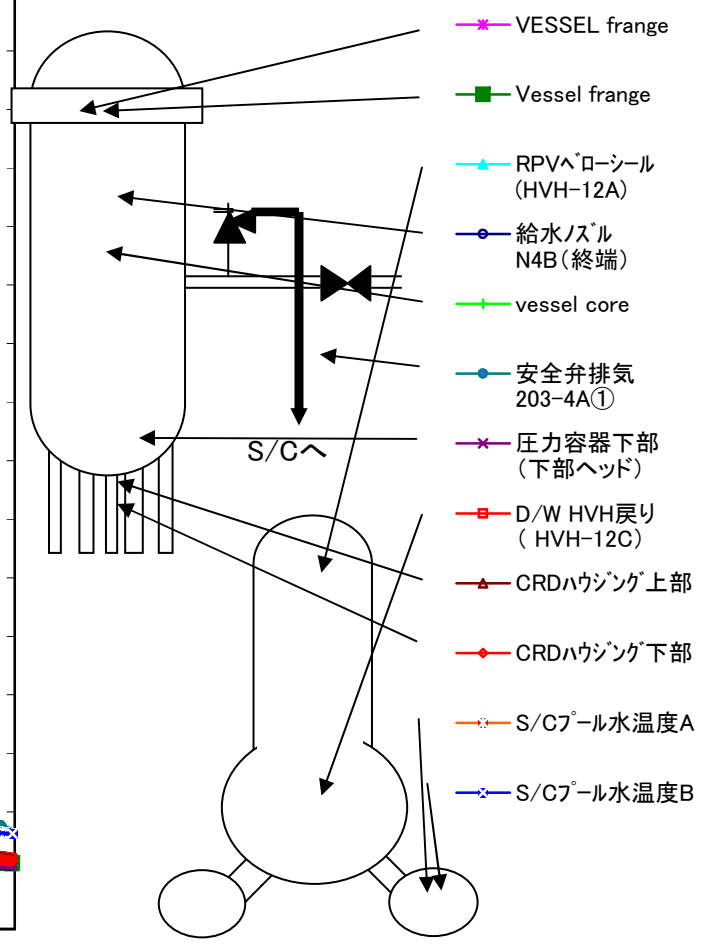 VESSEL frange
Vessel frange
RPVﾍﾞﾛｰｼｰﾙ
(HVH-12A)
給水ﾉｽﾞﾙ
N4B(終端)
vessel core
安全弁排気
203-4A①
S/Cへ
圧力容器下部
(下部ヘッド)
D/W HVH戻り
( HVH-12C)
CRDﾊｳｼﾞﾝｸﾞ上部
CRDﾊｳｼﾞﾝｸﾞ下部
S/Cﾌﾟｰﾙ水温度A
S/Cﾌﾟｰﾙ水温度B